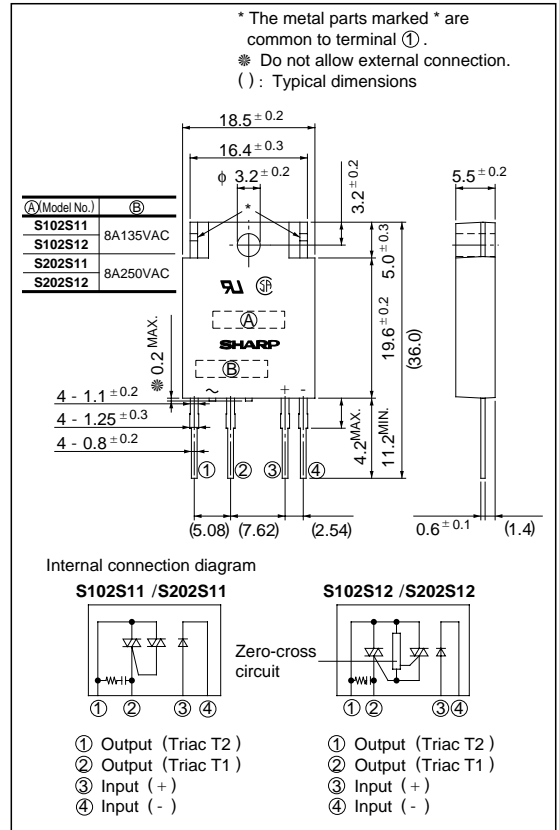 * The metal parts marked * are
common to terminal ①.
❋ Do not allow external connection.
( ) : Typical dimensions
18.5 ± 0.2
16.4 ± 0.3
φ 3.2 ± 0.2
3.2 ± 0.2
5.5 ± 0.2
*
Ⓐ(Model No.) Ⓑ
S102S11
S102S12
8A135VAC
S202S11
S202S12
8A250VAC
5.0 ± 0.3
19.6 ± 0.2
(36.0)
Ⓐ
SHARP
Ⓑ
❋ 0.2 MAX.
∼ + -
4 - 1.1 ± 0.2
4 - 1.25 ± 0.3
4 - 0.8 ± 0.2
4.2 MAX.
11.2 MIN.
① ② ③ ④
(5.08) (7.62) (2.54)
0.6 ± 0.1 (1.4)
Internal connection diagram
S102S11 /S202S11
S102S12 /S202S12
Zero-cross
circuit
① ② ③ ④
① ② ③ ④
① Output (Triac T2)
② Output (Triac T1)
③ Input (+)
④ Input (-)
① Output (Triac T2)
② Output (Triac T1)
③ Input (+)
④ Input (-)